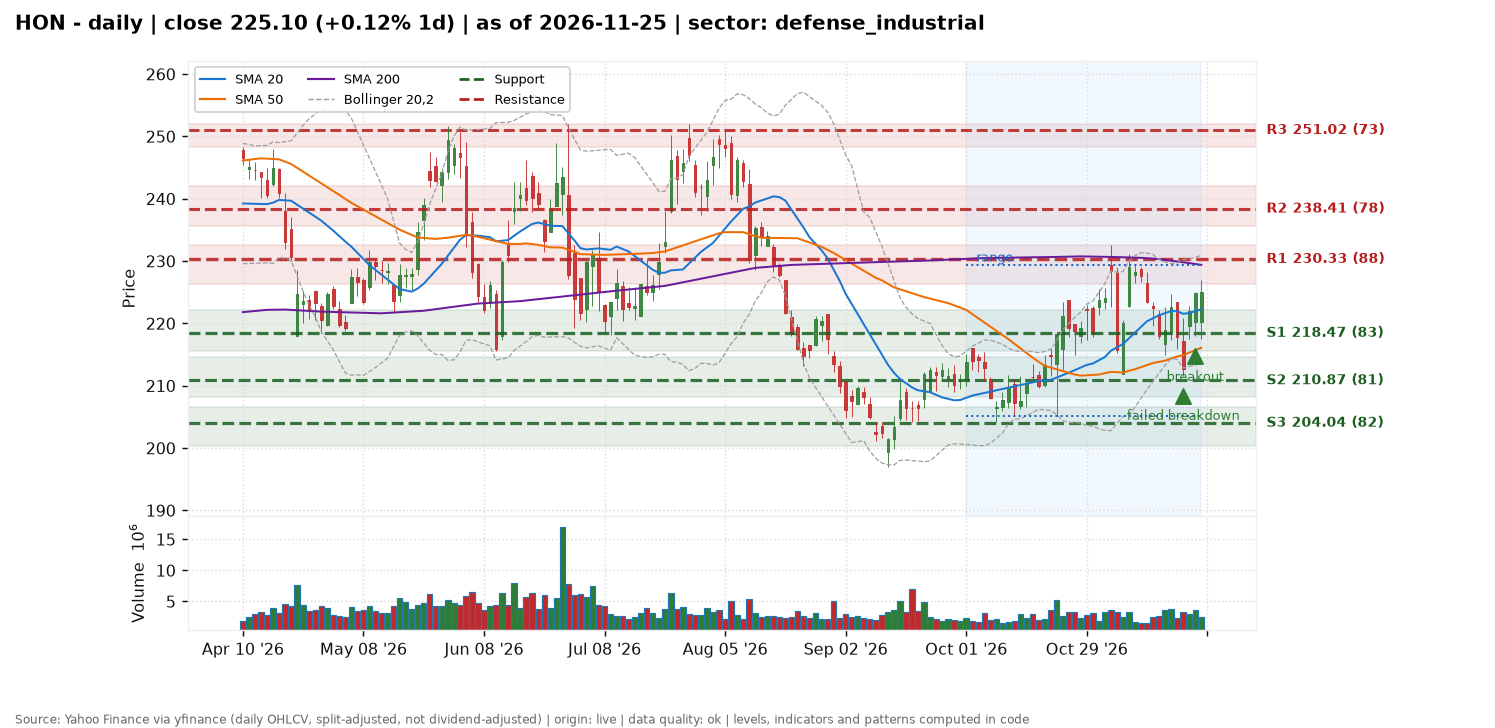 HON - daily | close 225.10 (+0.12% 1d) | as of 2026-11-25 | sector: defense_industrial
SMA 20
SMA 50
SMA 200
Bollinger 20,2
Support
Resistance
Price
260
250
240
230
220
210
200
190
R3 251.02 (73)
R2 238.41 (78)
R1 230.33 (88)
S1 218.47 (83)
S2 210.87 (81)
S3 204.04 (82)
range
breakout
failed breakdown
Volume 10⁶
15
10
5
Apr 10 '26
May 08 '26
Jun 08 '26
Jul 08 '26
Aug 05 '26
Sep 02 '26
Oct 01 '26
Oct 29 '26
Source: Yahoo Finance via yfinance (daily OHLCV, split-adjusted, not dividend-adjusted) | origin: live | data quality: ok | levels, indicators and patterns computed in code